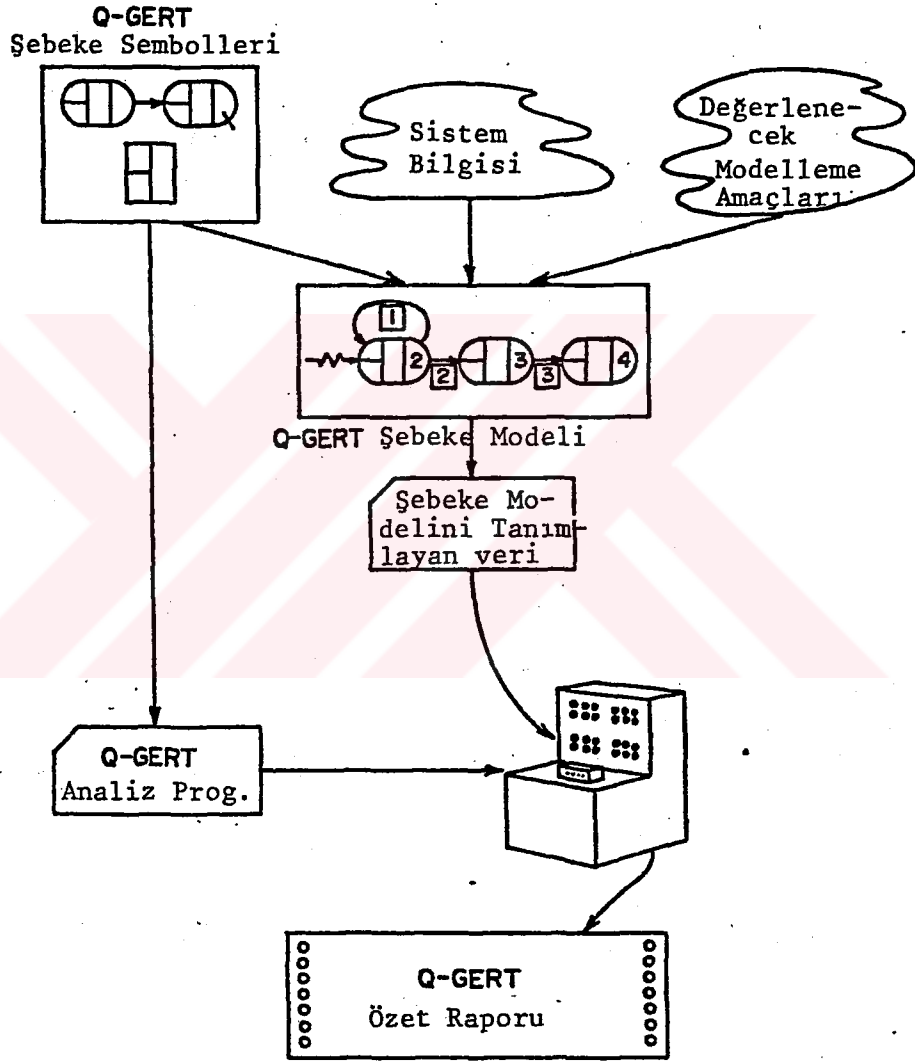 Q-GERT
Şebeke Sembolleri
Sistem
Bilgisi
Değerlene-
cek
Modelleme
Amaçları
1
2
3
4
2
3
Q-GERT Şebeke Modeli
Şebeke Mo-
delini Tanım-
layan veri
Q-GERT
Analiz Prog.
Q-GERT
Özet Raporu